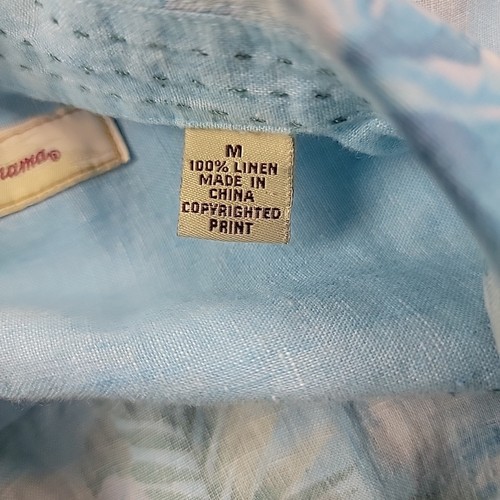 M
100% LINEN
MADE IN
CHINA
COPYRIGHTED
PRINT